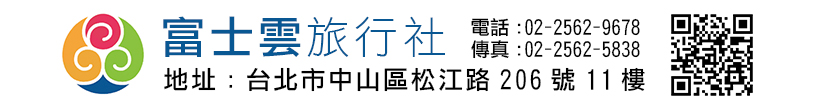 富士雲旅行社
電話:02-2562-9678
傳真:02-2562-5838
地址:台北市中山區松江路 206 號 11 樓